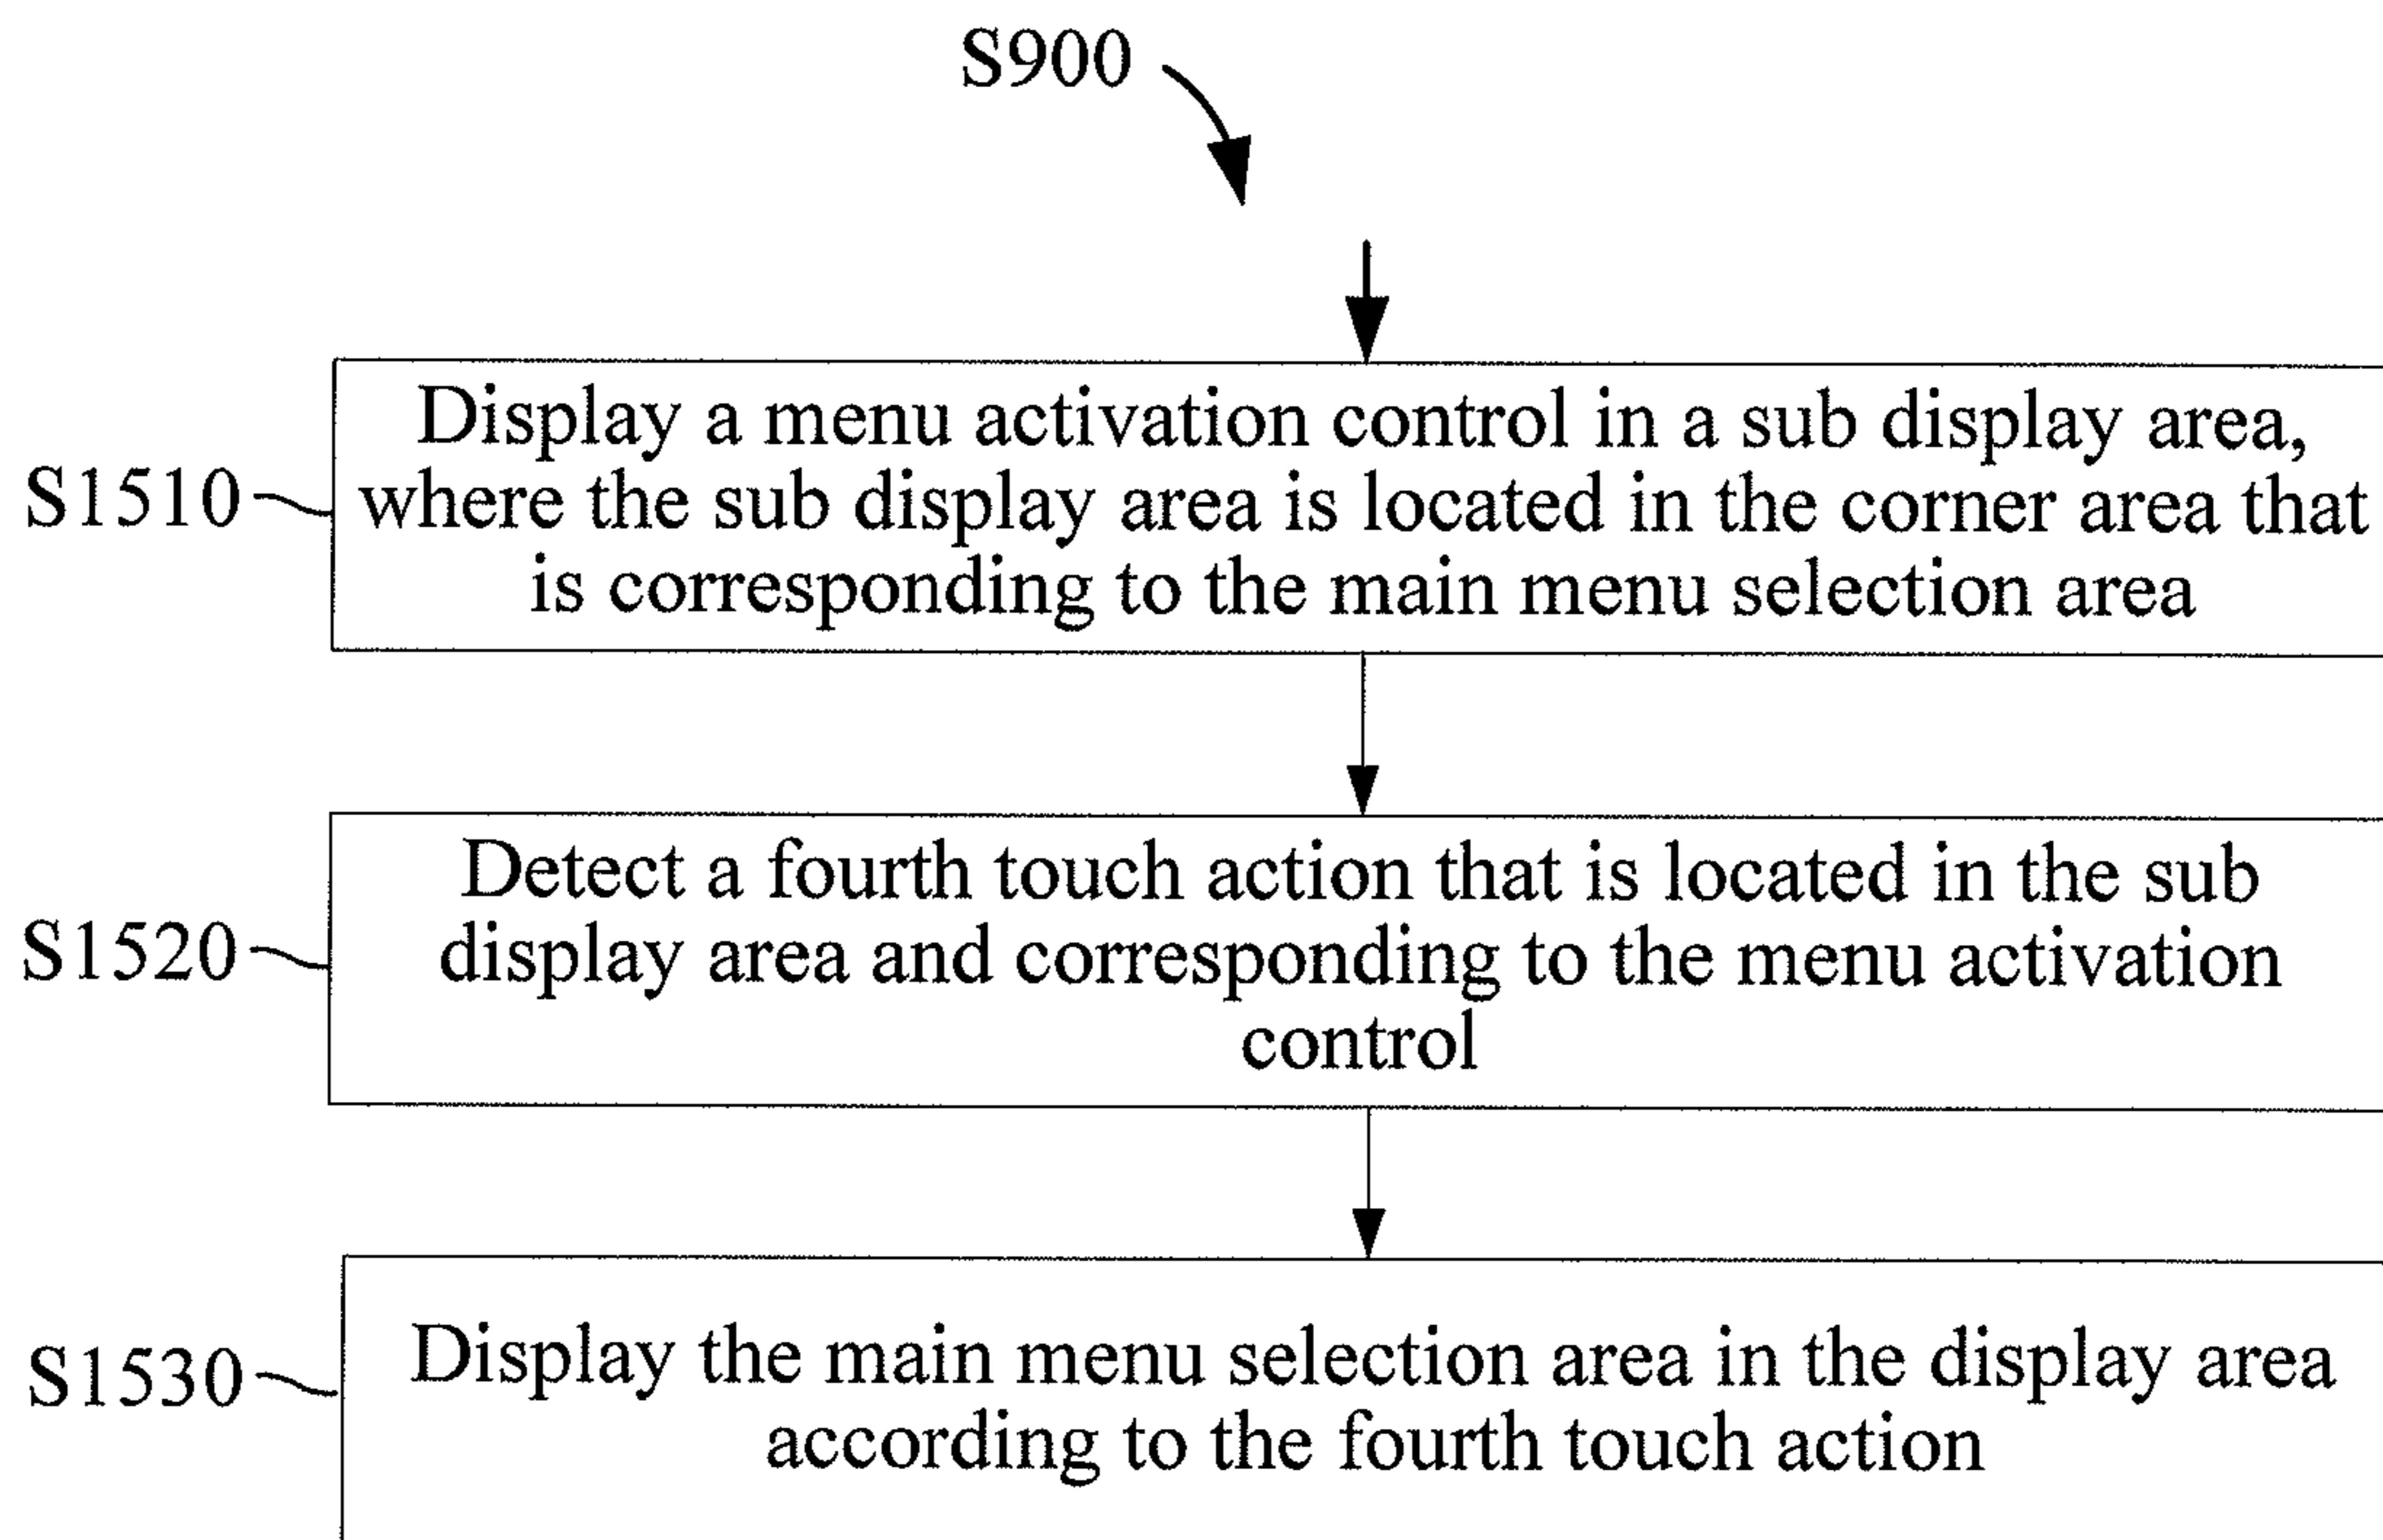 S900
S1510
Display a menu activation control in a sub display area,
where the sub display area is located in the corner area that
is corresponding to the main menu selection area
S1520
Detect a fourth touch action that is located in the sub
display area and corresponding to the menu activation
control
S1530
Display the main menu selection area in the display area
according to the fourth touch action